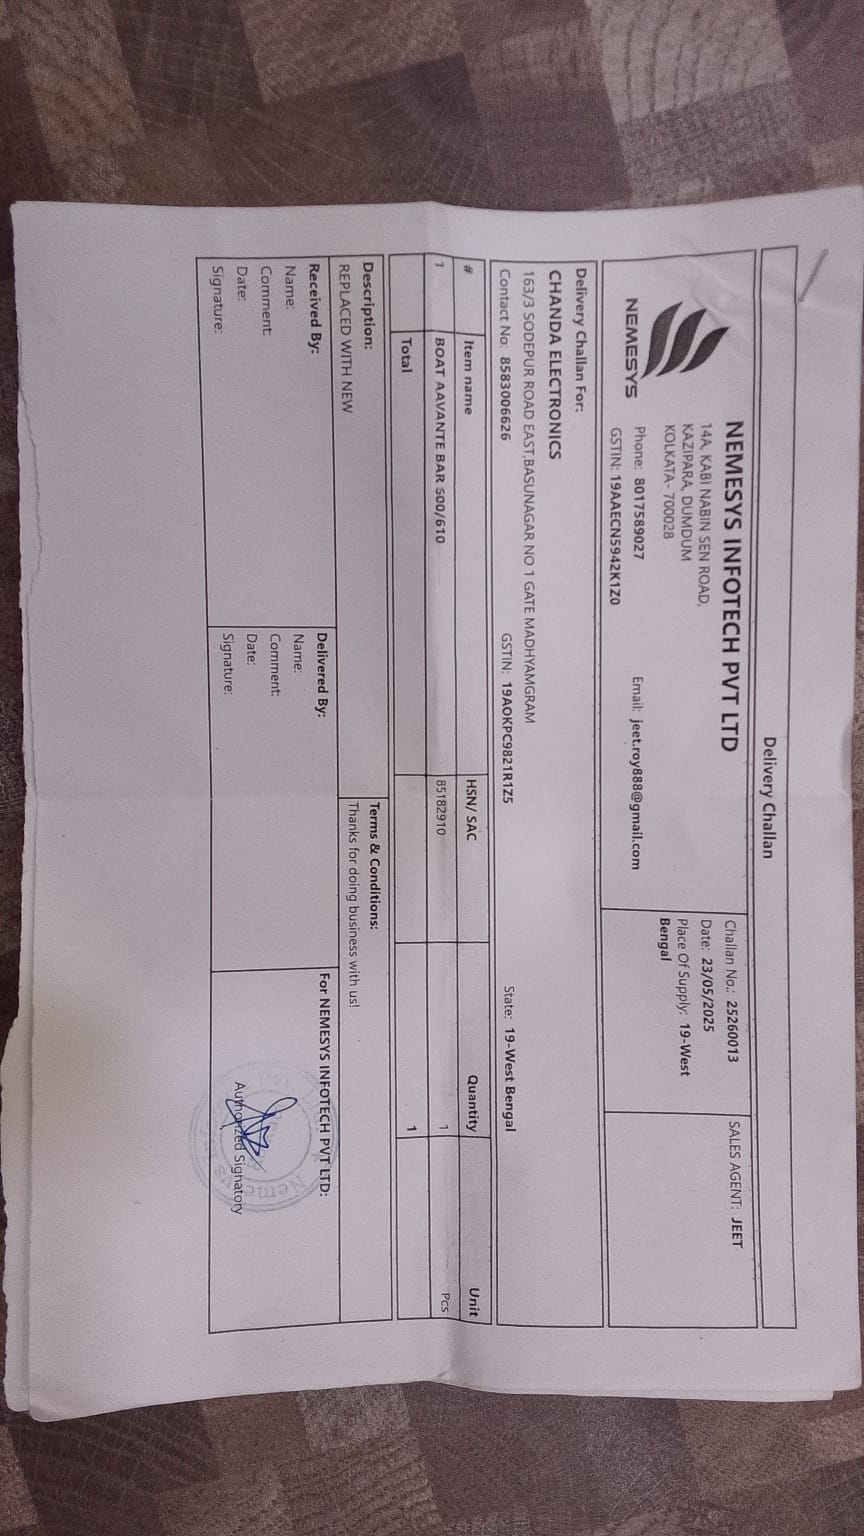 Delivery Challan
NEMESYS
NEMESYS INFOTECH PVT LTD
14A, KABI NABIN SEN ROAD,
KAZIPARA, DUMDUM
KOLKATA- 700028
Phone: 8017589027
Email: jeet.roy888@gmail.com
GSTIN: 19AAECN5942K1Z0
Challan No.: 25260013
Date: 23/05/2025
Place Of Supply: 19-West
Bengal
SALES AGENT: JEET
Delivery Challan For:
CHANDA ELECTRONICS
163/3 SODEPUR ROAD EAST,BASUNAGAR NO 1 GATE MADHYAMGRAM
Contact No: 8583006626 GSTIN: 19AOKPC9821R1Z5 State: 19-West Bengal
# Item name HSN/ SAC Quantity Unit
1 BOAT AAVANTE BAR 500/610 85182910 1 Pcs
Total 1
Description:
REPLACED WITH NEW
Terms & Conditions:
Thanks for doing business with us!
Received By:
Name:
Comment:
Date:
Signature:
Delivered By:
Name:
Comment:
Date:
Signature:
For NEMESYS INFOTECH PVT LTD:
Authorized Signatory